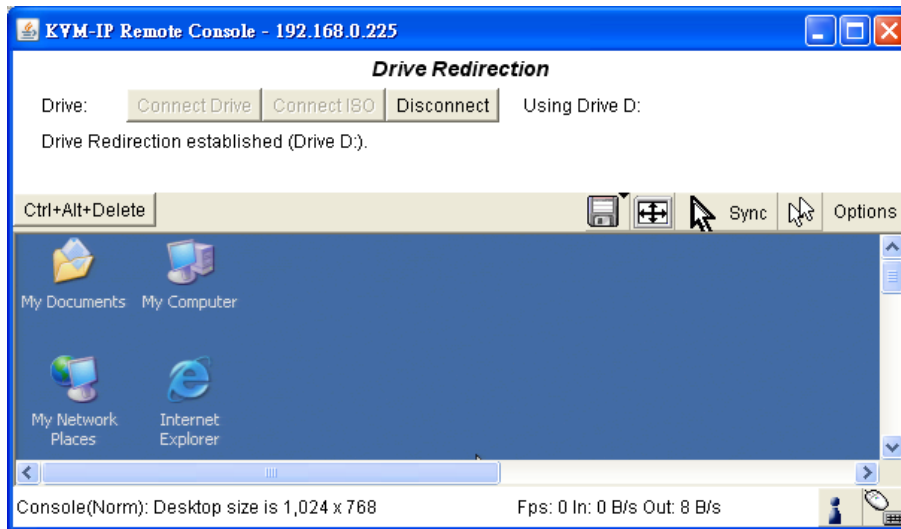 KVM-IP Remote Console - 192.168.0.225
Drive Redirection
Drive: Connect Drive Connect ISO Disconnect Using Drive D:
Drive Redirection established (Drive D:).
Ctrl+Alt+Delete Sync Options
My Documents My Computer
My Network Places
Internet Explorer
Console(Norm): Desktop size is 1,024 x 768 Fps: 0 In: 0 B/s Out: 8 B/s